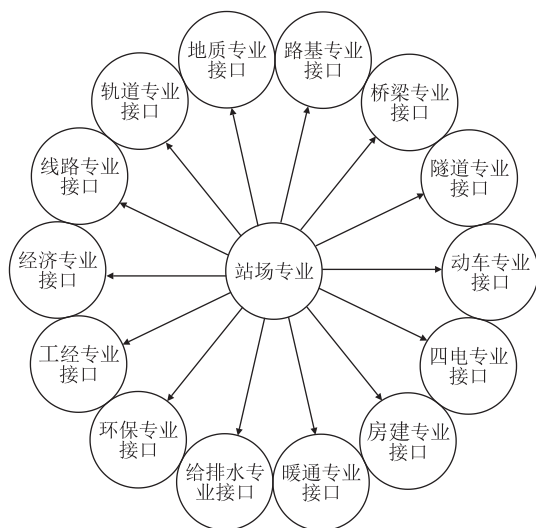 地质专业
接口
路基专业
接口
桥梁专业
接口
隧道专业
接口
动车专业
接口
四电专业
接口
房建专业
接口
暖通专业
接口
给排水专
业接口
环保专业
接口
工经专业
接口
经济专业
接口
线路专业
接口
轨道专业
接口
站场专业